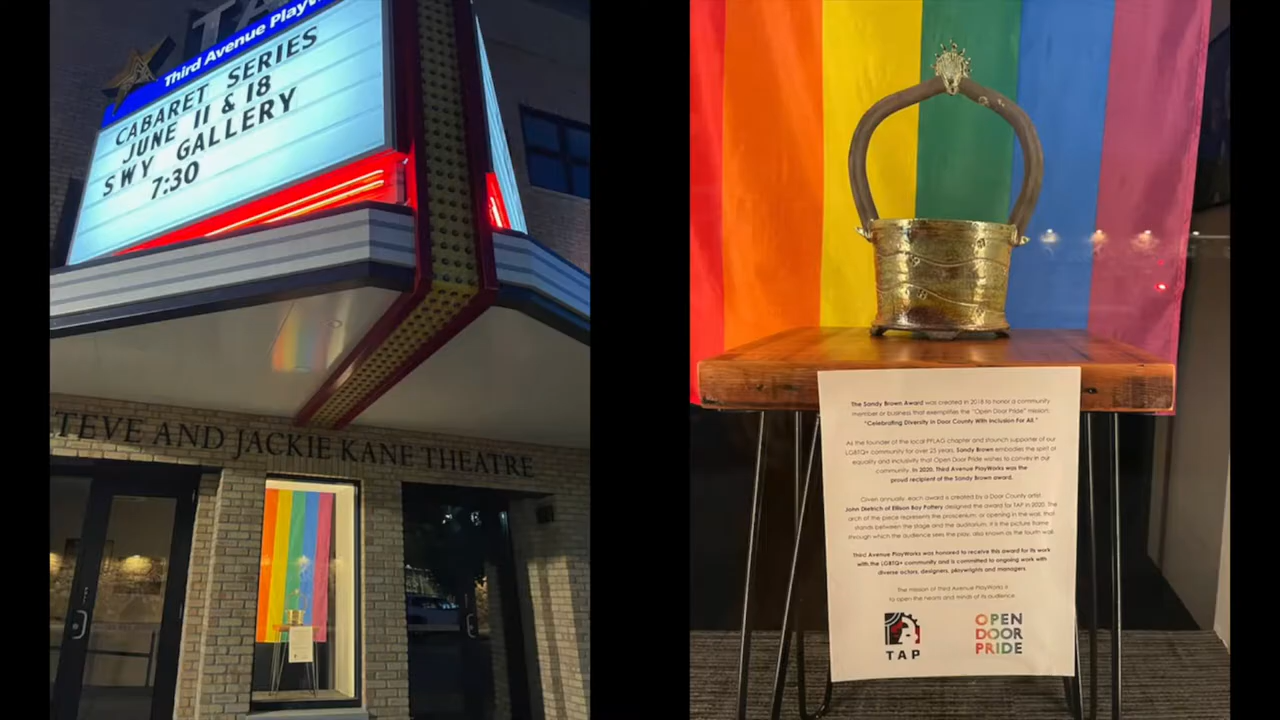 TA
Third Avenue PlayW
CABARET SERIES
JUNE 11 & 18
SWY GALLERY
7:30
TEVE AND JACKIE KANE THEATRE
The Sandy Brown Award was created in 2018 to honor a community
member or business that exemplifies the "Open Door Pride" mission:
"Celebrating Diversity in Door County With Inclusion For All."
As the founder of the local PFLAG chapter and staunch supporter of our
LGBTQ+ community for over 25 years, Sandy Brown embodies the spirit of
equality and inclusivity that Open Door Pride wishes to convey in our
community. In 2020, Third Avenue PlayWorks was the
proud recipient of the Sandy Brown award.
Given annually, each award is created by a Door County artist.
John Dietrich of Ellison Bay Pottery designed the award for TAP in 2020. The
arch of the piece represents the proscenium, or opening in the wall, that
stands between the stage and the auditorium; it is the picture frame
through which the audience sees the play, also known as the fourth wall.
Third Avenue PlayWorks was honored to receive this award for its work
with the LGBTQ+ community and is committed to ongoing work with
diverse actors, designers, playwrights and managers
The mission of Third Avenue PlayWorks is
to open the hearts and minds of its audience.
TAP
OPEN
DOOR
PRIDE